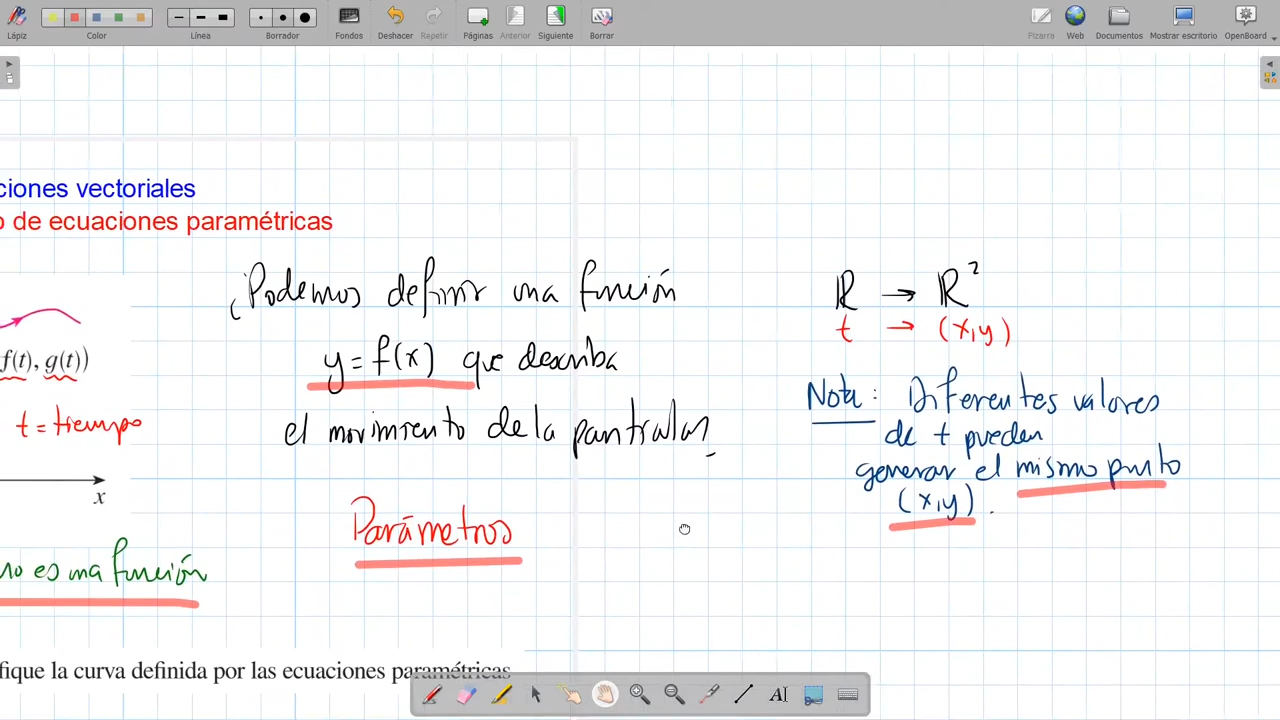 Lápiz Color Línea Borrador Fondos Deshacer Repetir Páginas Anterior Siguiente Borrar Pizarra Web Documentos Mostrar escritorio OpenBoard
ciones vectoriales
o de ecuaciones paramétricas
¿Podemos definir una función
y = f(x) que describa
el movimiento de la
f(t), g(t))
t = tiempo
x
Parámetros
no es una función
ℝ → ℝ²
t → (x,y)
Nota: Diferentes valores
de t pueden
generar el mismo punto
(x,y).
fique la curva definida por las ecuaciones paramétricas